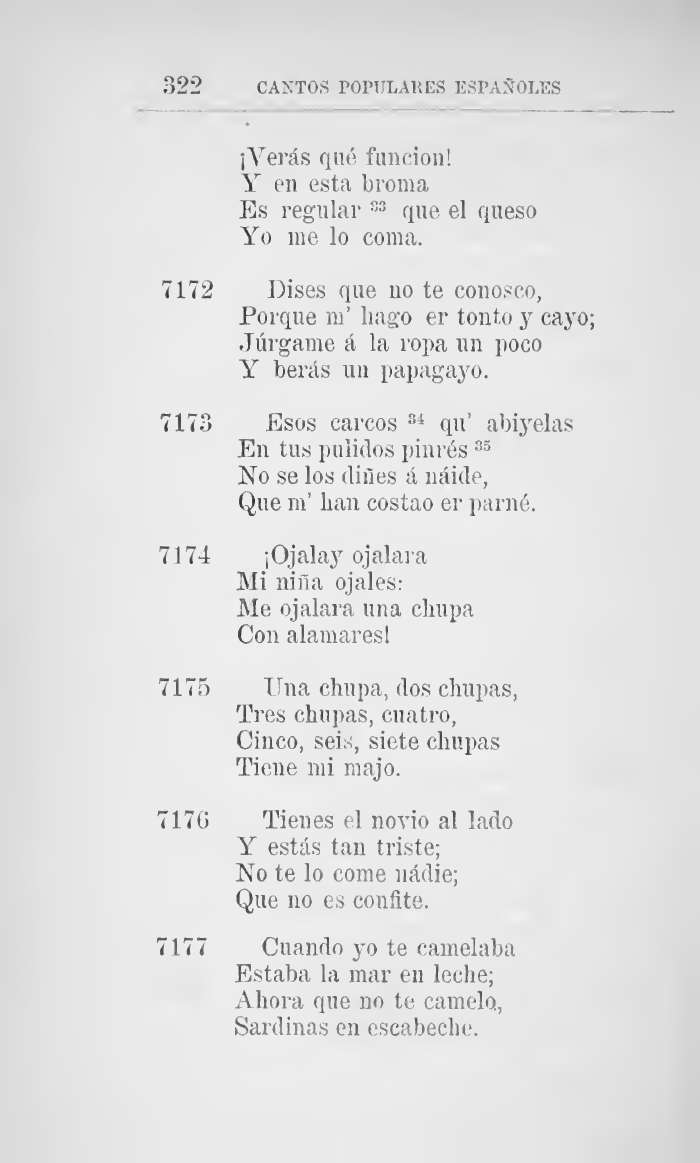 322 CANTOS POPULARES ESPAÑOLES
¡Verás qué funcion!
Y en esta broma
Es regular 33 que el queso
Yo me lo coma.
7172 Dises que no te conosco,
Porque m' hago er tonto y cayo;
Júrgame á la ropa un poco
Y berás un papagayo.
7173 Esos carcos 34 qu' abiyelas
En tus pulidos pinrés 35
No se los diñes á náide,
Que m' han costao er parné.
7174 ¡Ojalay ojalara
Mi niña ojales:
Me ojalara una chupa
Con alamares!
7175 Una chupa, dos chupas,
Tres chupas, cuatro,
Cinco, seis, siete chupas
Tiene mi majo.
7176 Tienes el novio al lado
Y estás tan triste;
No te lo come nádie;
Que no es confite.
7177 Cuando yo te camelaba
Estaba la mar en leche;
Ahora que no te camelo,
Sardinas en escabeche.